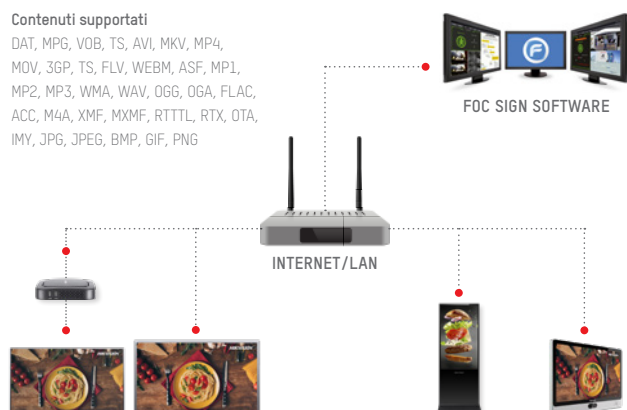 Contenuti supportati
DAT, MPG, VOB, TS, AVI, MKV, MP4,
MOV, 3GP, TS, FLV, WEBM, ASF, MP1,
MP2, MP3, WMA, WAV, OGG, OGA, FLAC,
ACC, M4A, XMF, MXMF, RTTTL, RTX, OTA,
IMY, JPG, JPEG, BMP, GIF, PNG
FOC SIGN SOFTWARE
INTERNET/LAN